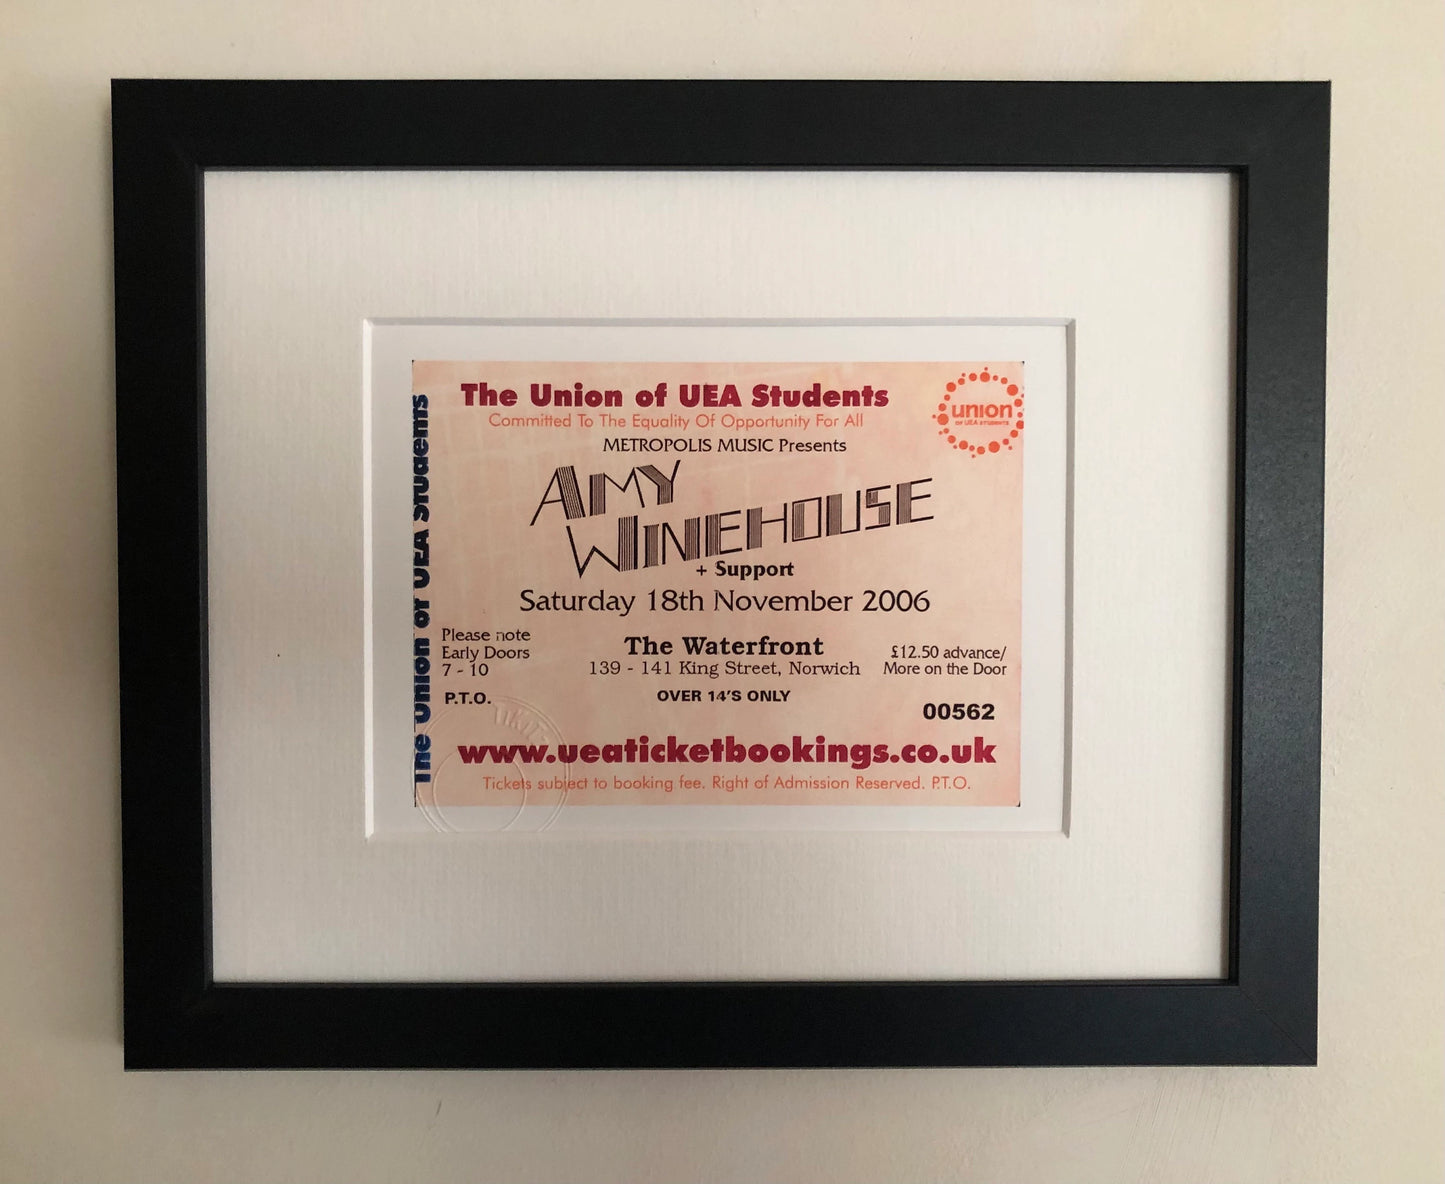 The Union of UEA Students
Committed To The Equality Of Opportunity For All
union
OF UEA STUDENTS
METROPOLIS MUSIC Presents
AMY
WINEHOUSE
+ Support
Saturday 18th November 2006
Please note
Early Doors
7 - 10
P.T.O.
The Waterfront
139 - 141 King Street, Norwich
OVER 14'S ONLY
£12.50 advance/
More on the Door
00562
www.ueaticketbookings.co.uk
Tickets subject to booking fee. Right of Admission Reserved. P.T.O.
The Union of UEA Students